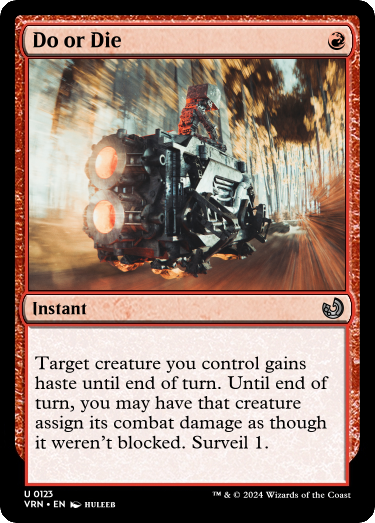 Do or Die
Instant
Target creature you control gains
haste until end of turn. Until end of
turn, you may have that creature
assign its combat damage as though
it weren't blocked. Surveil 1.
U 0123
VRN • EN HULEEB
™ & © 2024 Wizards of the Coast